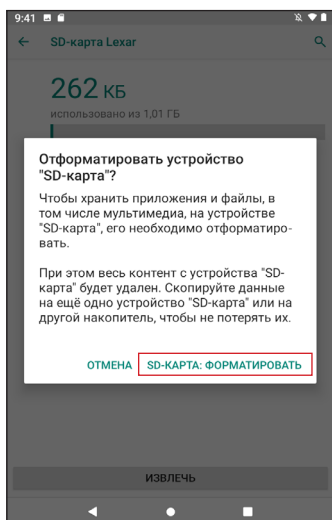 9:41
SD-карта Lexar
262 КБ
использовано из 1,01 ГБ
Отформатировать устройство
"SD-карта"?
Чтобы хранить приложения и файлы, в
том числе мультимедиа, на устройстве
"SD-карта", его необходимо отформатиро-
вать.
При этом весь контент с устройства "SD-
карта" будет удален. Скопируйте данные
на ещё одно устройство "SD-карта" или на
другой накопитель, чтобы не потерять их.
ОТМЕНА SD-КАРТА: ФОРМАТИРОВАТЬ
ИЗВЛЕЧЬ